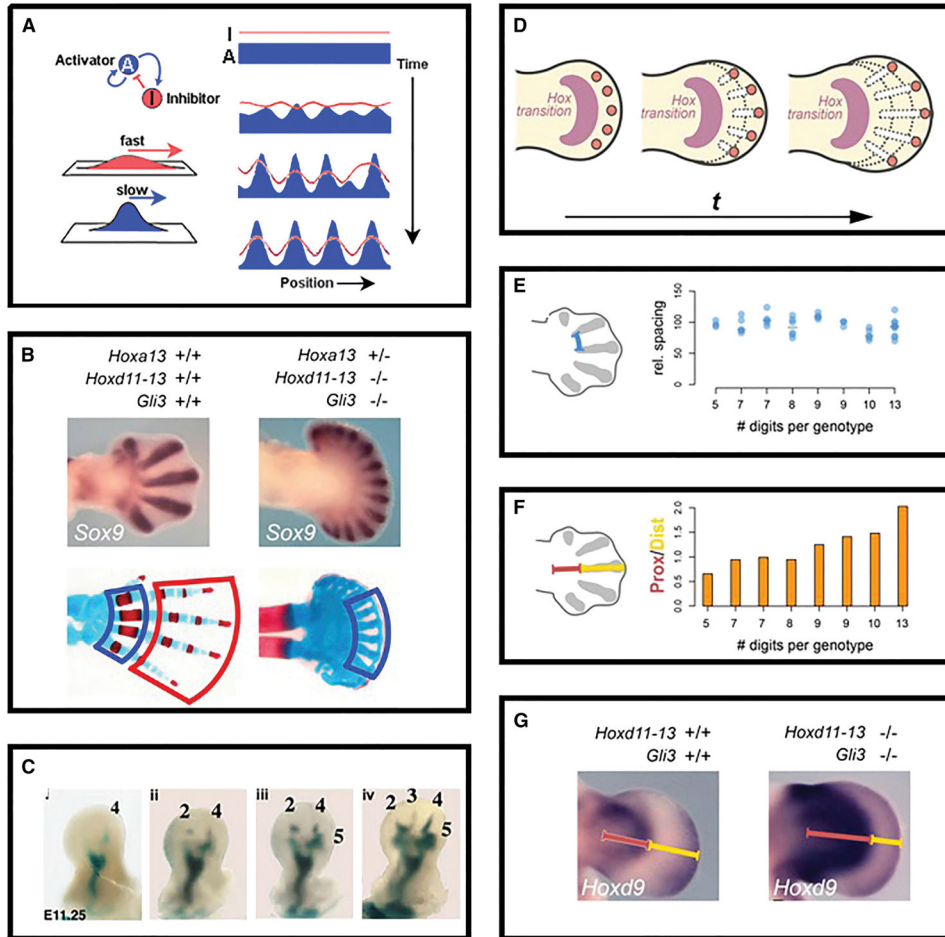 A
Activator
A
I
Inhibitor
fast
slow
I
A
Time
Position
B
Hoxa13 +/+
Hoxd11-13 +/+
Gli3 +/+
Hoxa13 +/-
Hoxd11-13 -/-
Gli3 -/-
Sox9
Sox9
C
4
E11.25
ii
2 4
iii
2 4
5
iv
2 3 4
5
D
Hox
transition
Hox
transition
Hox
transition
t
E
rel. spacing
150
100
50
0
5 7 7 8 9 9 10 13
# digits per genotype
F
Prox/Dist
2.0
1.5
1.0
0.5
0.0
5 7 7 8 9 9 10 13
# digits per genotype
G
Hoxd11-13 +/+
Gli3 +/+
Hoxd11-13 -/-
Gli3 -/-
Hoxd9
Hoxd9